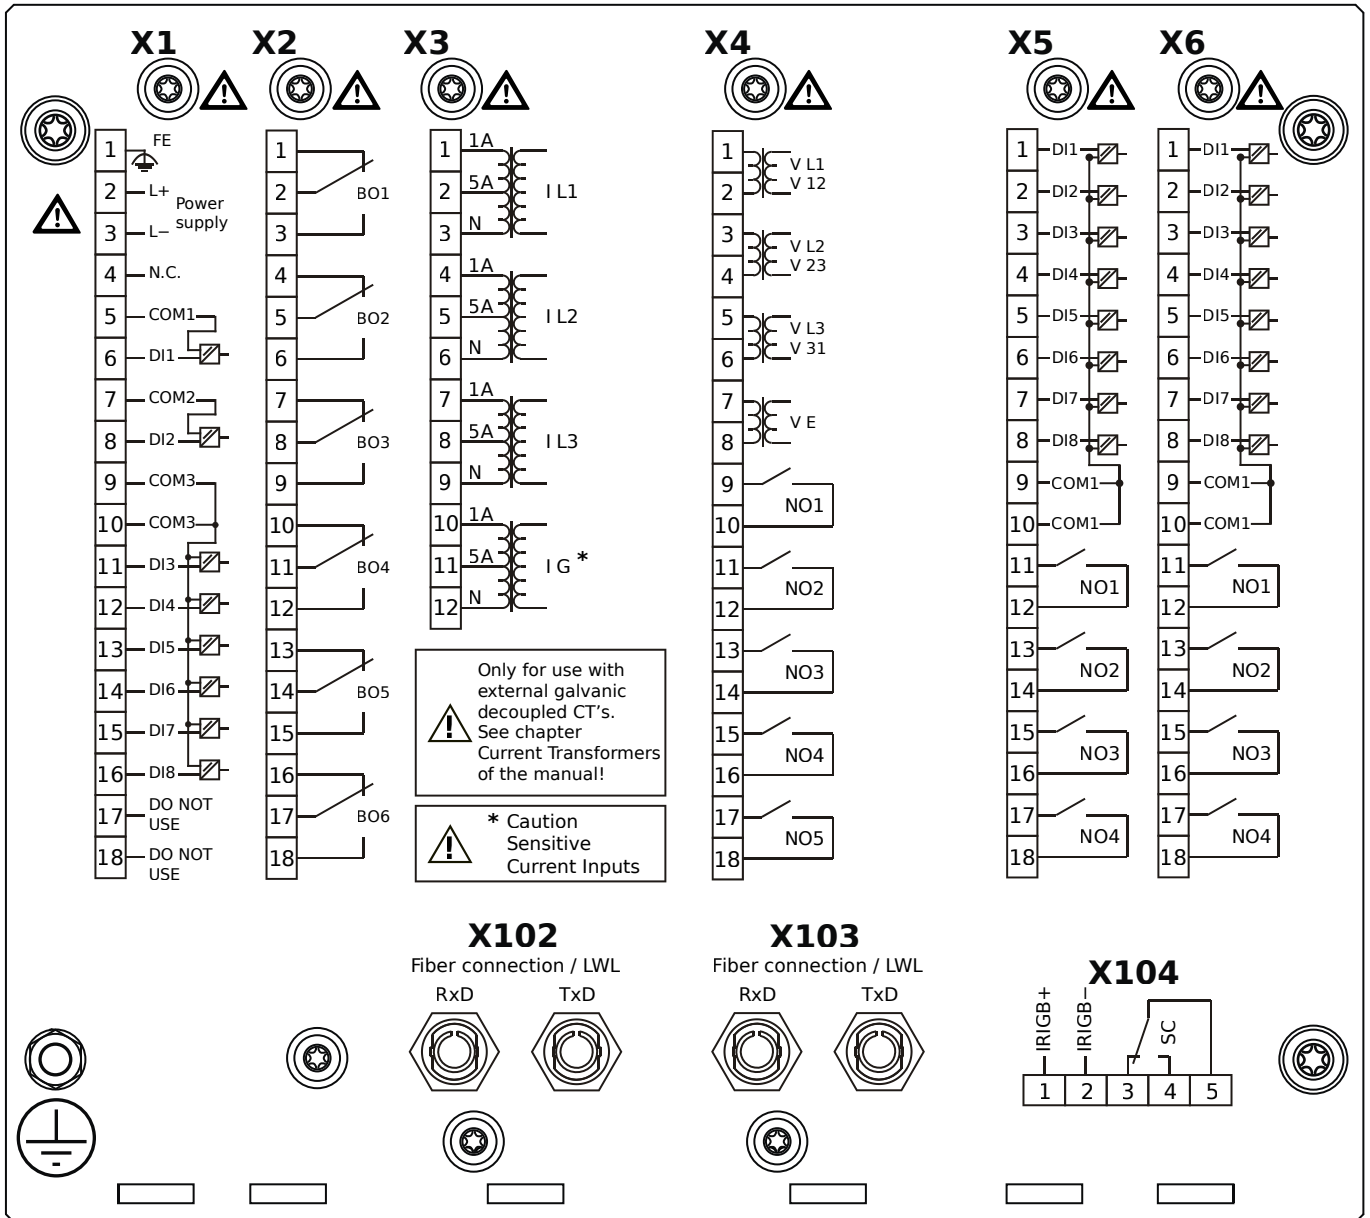 X1 X2 X3 X4 X5 X6
1 FE
2 L+ Power
supply
3 L−
4 N.C.
5 COM1
6 DI1
7 COM2
8 DI2
9 COM3
10 COM3
11 DI3
12 DI4
13 DI5
14 DI6
15 DI7
16 DI8
17 DO NOT
USE
18 DO NOT
USE
1
2 BO1
3
4
5 BO2
6
7
8 BO3
9
10
11 BO4
12
13
14 BO5
15
16
17 BO6
18
1 1A
2 5A I L1
3 N
4 1A
5 5A I L2
6 N
7 1A
8 5A I L3
9 N
10 1A
11 5A I G *
12 N
Only for use with
external galvanic
decoupled CT's.
See chapter
Current Transformers
of the manual!
* Caution
Sensitive
Current Inputs
1 V L1
2 V 12
3 V L2
4 V 23
5 V L3
6 V 31
7 V E
8
9 NO1
10
11 NO2
12
13 NO3
14
15 NO4
16
17 NO5
18
1 DI1
2 DI2
3 DI3
4 DI4
5 DI5
6 DI6
7 DI7
8 DI8
9 COM1
10 COM1
11 NO1
12
13 NO2
14
15 NO3
16
17 NO4
18
1 DI1
2 DI2
3 DI3
4 DI4
5 DI5
6 DI6
7 DI7
8 DI8
9 COM1
10 COM1
11 NO1
12
13 NO2
14
15 NO3
16
17 NO4
18
X102
Fiber connection / LWL
RxD TxD
X103
Fiber connection / LWL
RxD TxD
X104
IRIGB+ IRIGB− SC
1 2 3 4 5